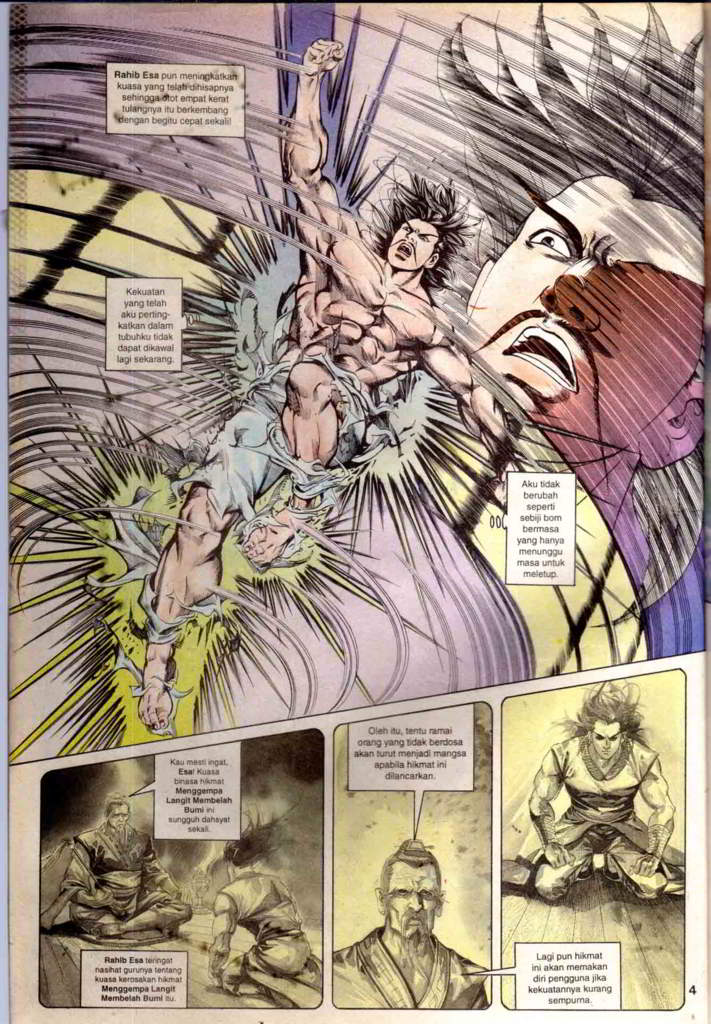 Rahib Esa pun meningkatkan
kuasa yang telah dihisapnya
sehingga otot empat kerat
tulangnya itu berkembang
dengan begitu cepat sekali!
Kekuatan
yang telah
aku perting-
katkan dalam
tubuhku tidak
dapat dikawal
lagi sekarang.
Aku tidak
berubah
seperti
sebiji bom
bermasa
yang hanya
menunggu
masa untuk
meletup.
Kau mesti ingat,
Esa! Kuasa
binasa hikmat
Menggempa
Langit Membelah
Bumi ini
sungguh dahsyat
sekali.
Rahib Esa teringat
nasihat gurunya tentang
kuasa kerosakan hikmat
Menggempa Langit
Membelah Bumi itu.
Oleh itu, tentu ramai
orang yang tidak berdosa
akan turut menjadi mangsa
apabila hikmat ini
dilancarkan.
Lagi pun hikmat
ini akan memakan
diri pengguna jika
kekuatannya kurang
sempurna.
4